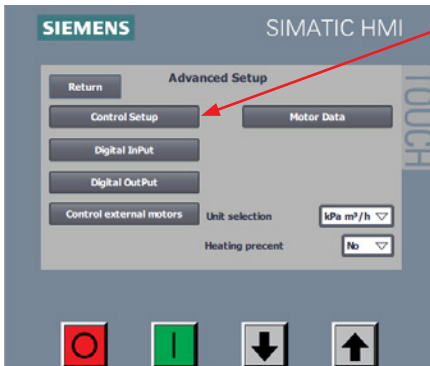 SIEMENS SIMATIC HMI
TOUCH
Advanced Setup
Return
Control Setup Motor Data
Digital InPut
Digital OutPut
Control external motors Unit selection kPa m³/h
Heating precent No